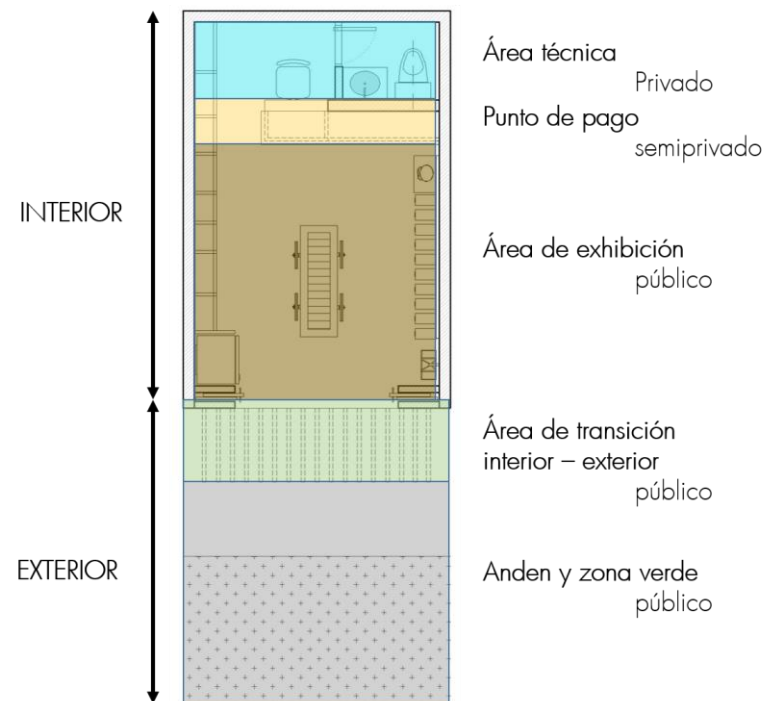 Área técnica
Privado
Punto de pago
semiprivado
INTERIOR
Área de exhibición
público
Área de transición
interior – exterior
público
EXTERIOR
Anden y zona verde
público